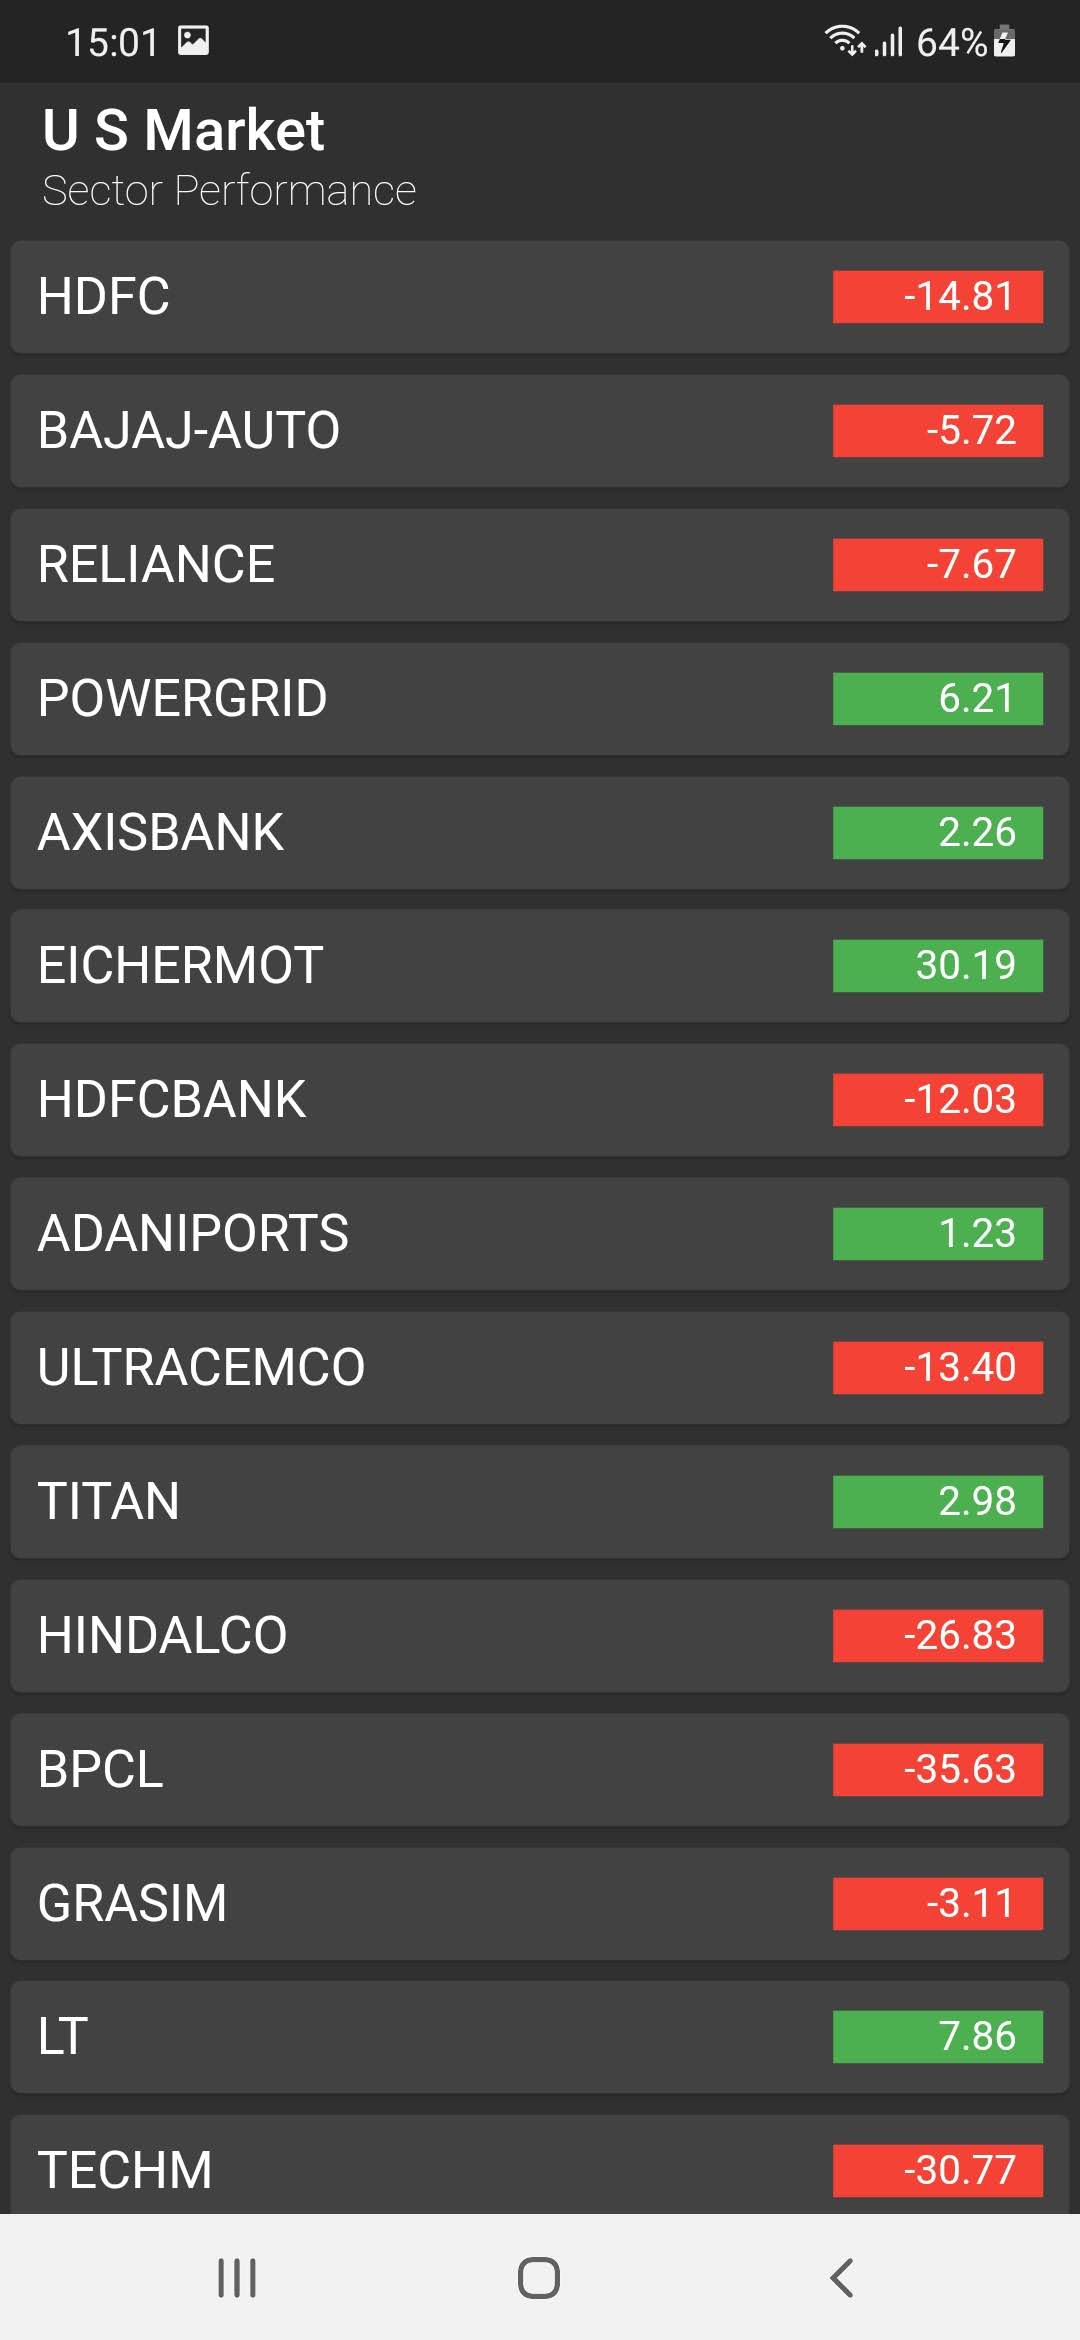 15:01
64%
U S Market
Sector Performance
HDFC -14.81
BAJAJ-AUTO -5.72
RELIANCE -7.67
POWERGRID 6.21
AXISBANK 2.26
EICHERMOT 30.19
HDFCBANK -12.03
ADANIPORTS 1.23
ULTRACEMCO -13.40
TITAN 2.98
HINDALCO -26.83
BPCL -35.63
GRASIM -3.11
LT 7.86
TECHM -30.77